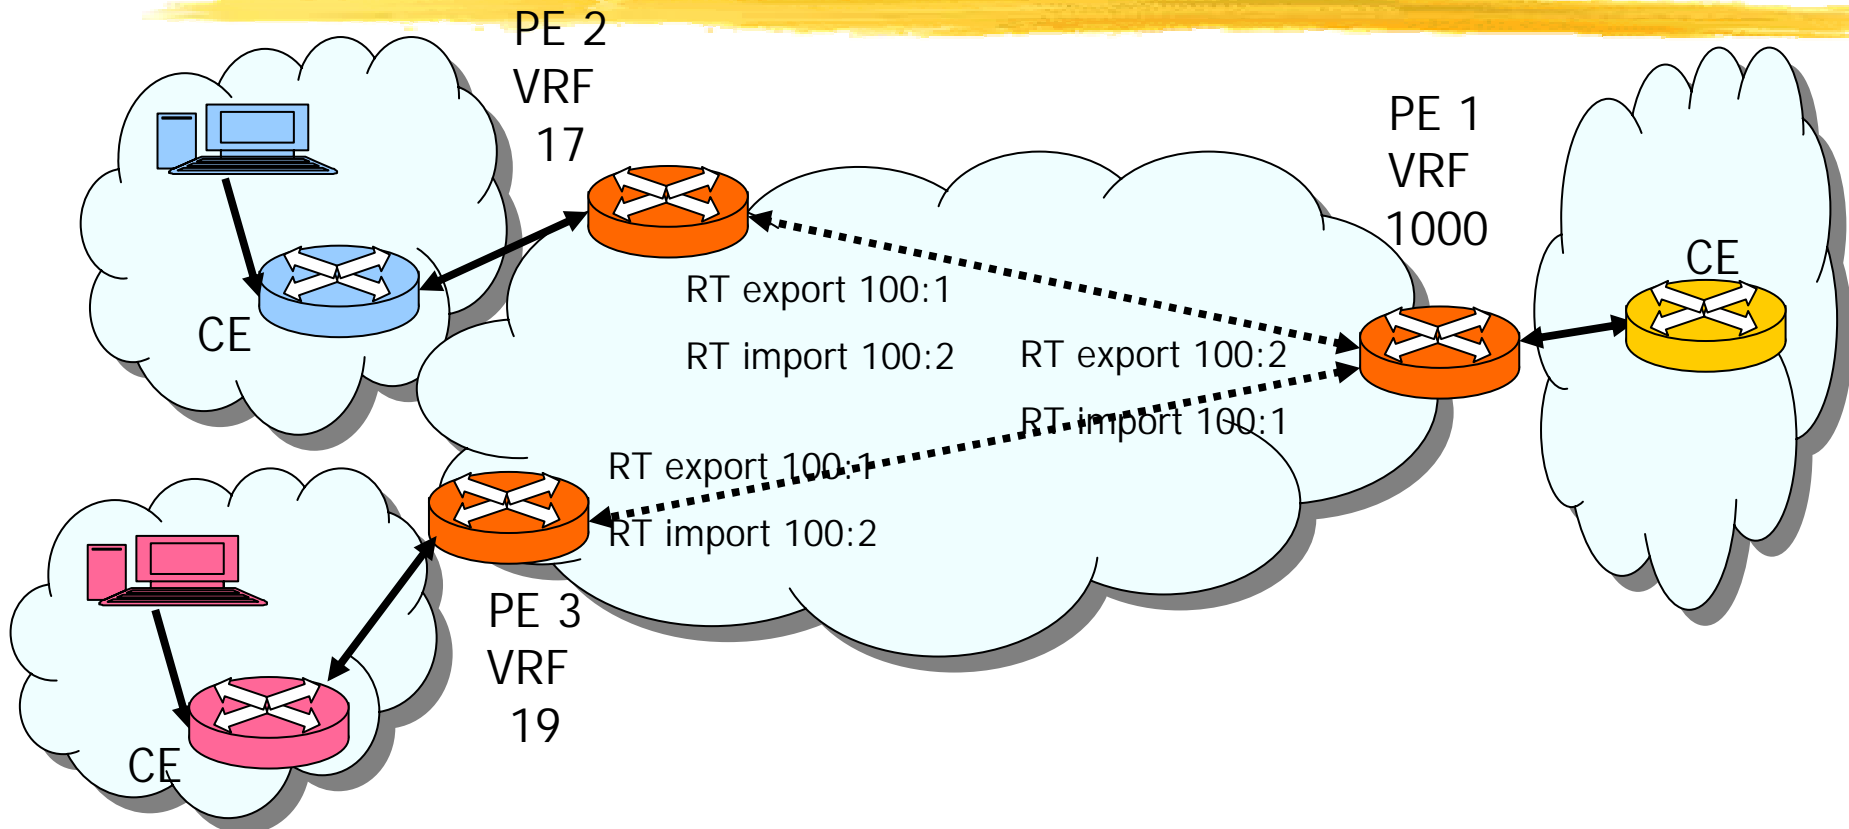 PE 2
VRF
17
PE 1
VRF
1000
CE
CE
RT export 100:1
RT import 100:2
RT export 100:2
RT import 100:1
RT export 100:1
RT import 100:2
PE 3
VRF
19
CE